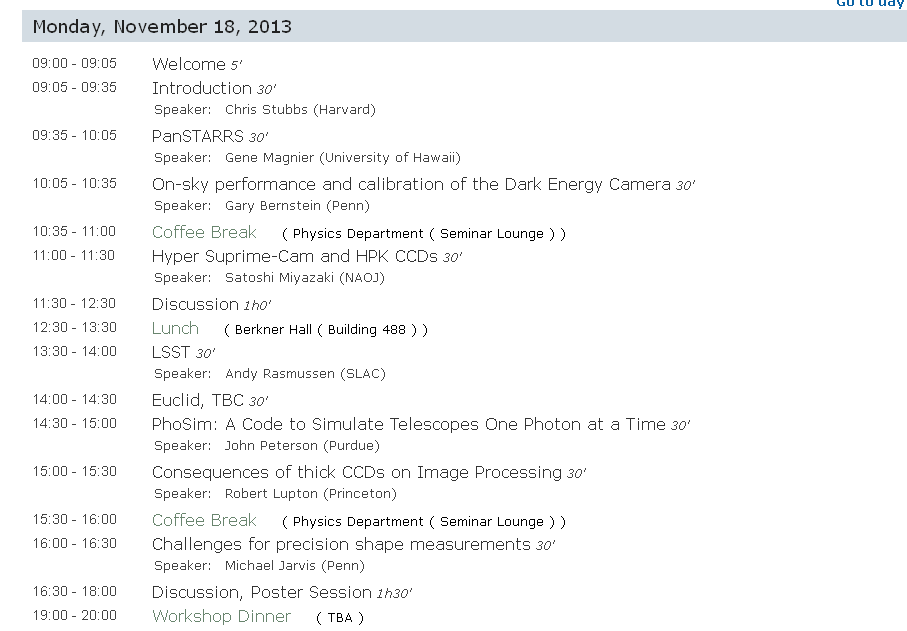 Go to day
Monday, November 18, 2013
09:00 - 09:05 Welcome 5'
09:05 - 09:35 Introduction 30'
Speaker: Chris Stubbs (Harvard)
09:35 - 10:05 PanSTARRS 30'
Speaker: Gene Magnier (University of Hawaii)
10:05 - 10:35 On-sky performance and calibration of the Dark Energy Camera 30'
Speaker: Gary Bernstein (Penn)
10:35 - 11:00 Coffee Break ( Physics Department ( Seminar Lounge ) )
11:00 - 11:30 Hyper Suprime-Cam and HPK CCDs 30'
Speaker: Satoshi Miyazaki (NAOJ)
11:30 - 12:30 Discussion 1h0'
12:30 - 13:30 Lunch ( Berkner Hall ( Building 488 ) )
13:30 - 14:00 LSST 30'
Speaker: Andy Rasmussen (SLAC)
14:00 - 14:30 Euclid, TBC 30'
14:30 - 15:00 PhoSim: A Code to Simulate Telescopes One Photon at a Time 30'
Speaker: John Peterson (Purdue)
15:00 - 15:30 Consequences of thick CCDs on Image Processing 30'
Speaker: Robert Lupton (Princeton)
15:30 - 16:00 Coffee Break ( Physics Department ( Seminar Lounge ) )
16:00 - 16:30 Challenges for precision shape measurements 30'
Speaker: Michael Jarvis (Penn)
16:30 - 18:00 Discussion, Poster Session 1h30'
19:00 - 20:00 Workshop Dinner ( TBA )